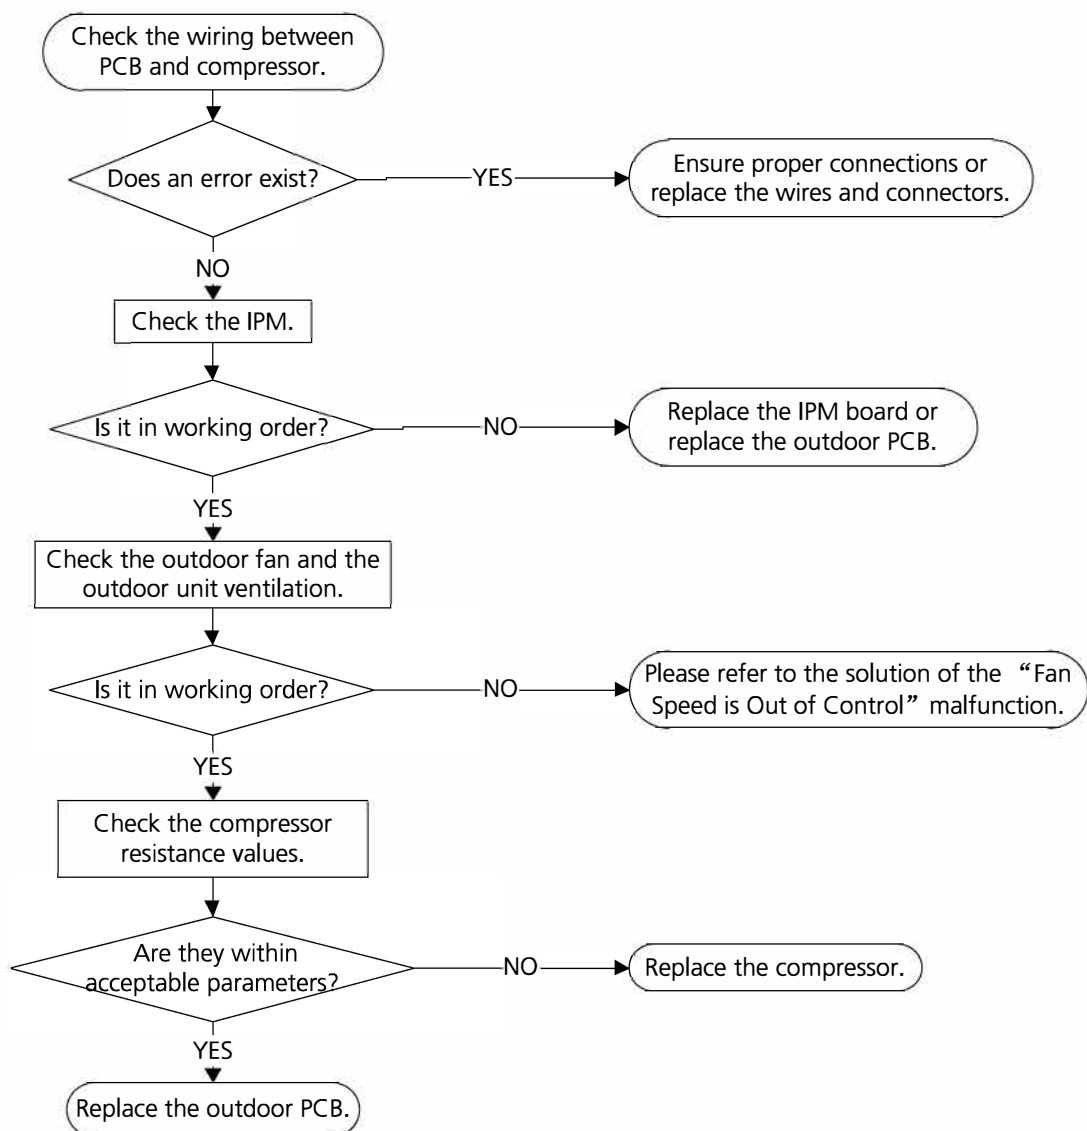 Check the wiring between
PCB and compressor.
Does an error exist?
YES
Ensure proper connections or
replace the wires and connectors.
NO
Check the IPM.
Is it in working order?
NO
Replace the IPM board or
replace the outdoor PCB.
YES
Check the outdoor fan and the
outdoor unit ventilation.
Is it in working order?
NO
Please refer to the solution of the “Fan
Speed is Out of Control” malfunction.
YES
Check the compressor
resistance values.
Are they within
acceptable parameters?
NO
Replace the compressor.
YES
Replace the outdoor PCB.